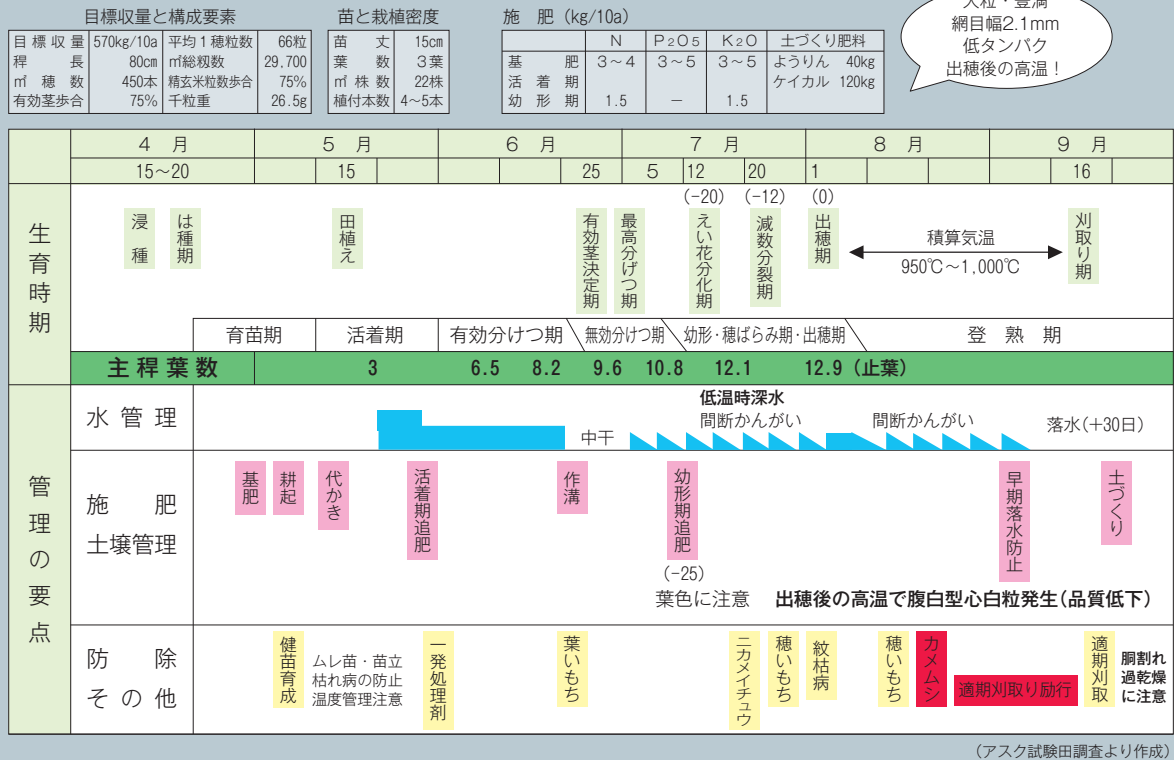 目標収量と構成要素
目標収量 570kg/10a 平均1穂粒数 66粒
稈長 80cm ㎡総籾数 29,700
㎡穂数 450本 精玄米粒数歩合 75%
有効茎歩合 75% 千粒重 26.5g
苗と栽植密度
苗丈 15cm
葉数 3葉
㎡株数 22株
植付本数 4～5本
施 肥（kg/10a）
N P2O5 K2O 土づくり肥料
基肥 3～4 3～5 3～5 ようりん 40kg
活着期 ケイカル 120kg
幼形期 1.5 － 1.5
大粒・豊満
網目幅2.1mm
低タンパク
出穂後の高温！
4 月 5 月 6 月 7 月 8 月 9 月
15～20 15 25 5 12 20 1 16
(−20) (−12) (0)
生育時期
浸種
は種期
田植え
有効茎決定期
最高分げつ期
えい花分化期
減数分裂期
出穂期
積算気温
950℃～1,000℃
刈取り期
育苗期 活着期 有効分けつ期 無効分けつ期 幼形・穂ばらみ期・出穂期 登 熟 期
主稈葉数 3 6.5 8.2 9.6 10.8 12.1 12.9（止葉）
管理の要点
水管理
中干
低温時深水
間断かんがい
間断かんがい
落水(＋30日)
施 肥
土壌管理
基肥
耕起
代かき
活着期追肥
作溝
幼形期追肥
(−25)
葉色に注意
早期落水防止
土づくり
出穂後の高温で腹白型心白粒発生(品質低下)
防 除
その他
健苗育成
ムレ苗・苗立
枯れ病の防止
温度管理注意
一発処理剤
葉いもち
ニカメイチュウ
穂いもち
紋枯病
穂いもち
カメムシ
適期刈取り励行
適期刈取
胴割れ
過乾燥
に注意
（アスク試験田調査より作成）